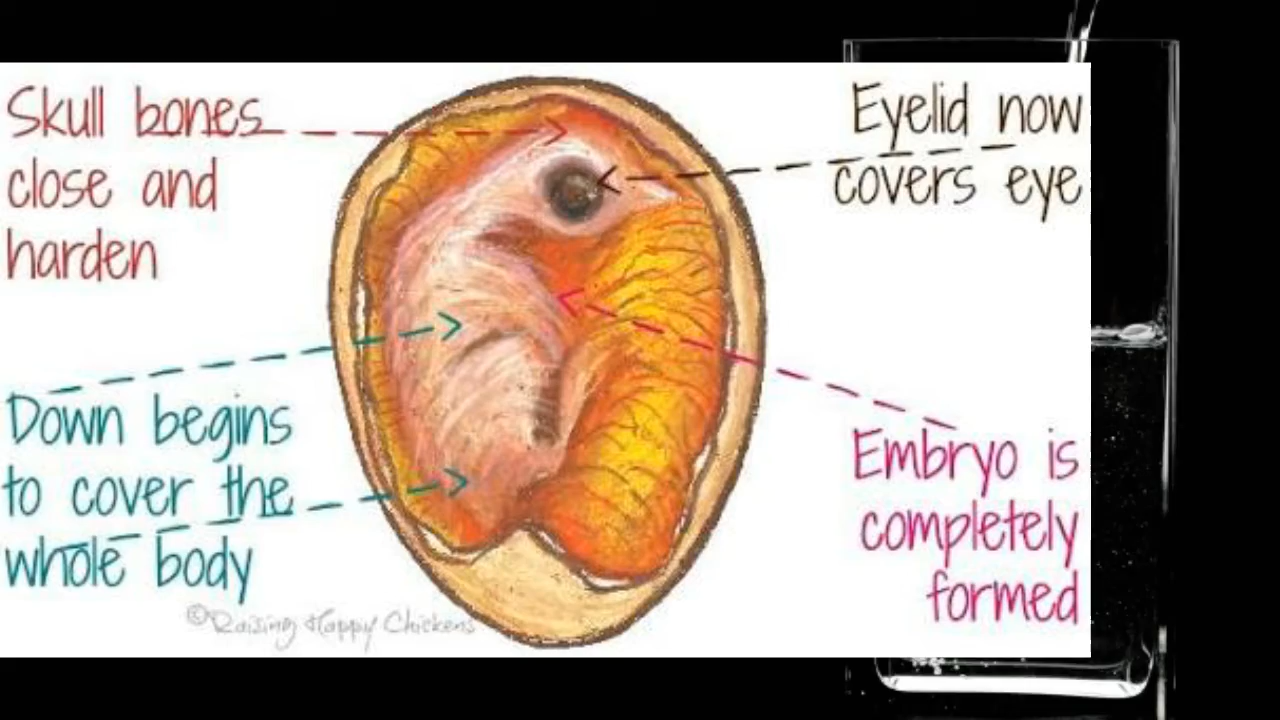 Skull bones
close and
harden
Eyelid now
covers eye
Down begins
to cover the
whole body
Embryo is
completely
formed
©Raising Happy Chickens